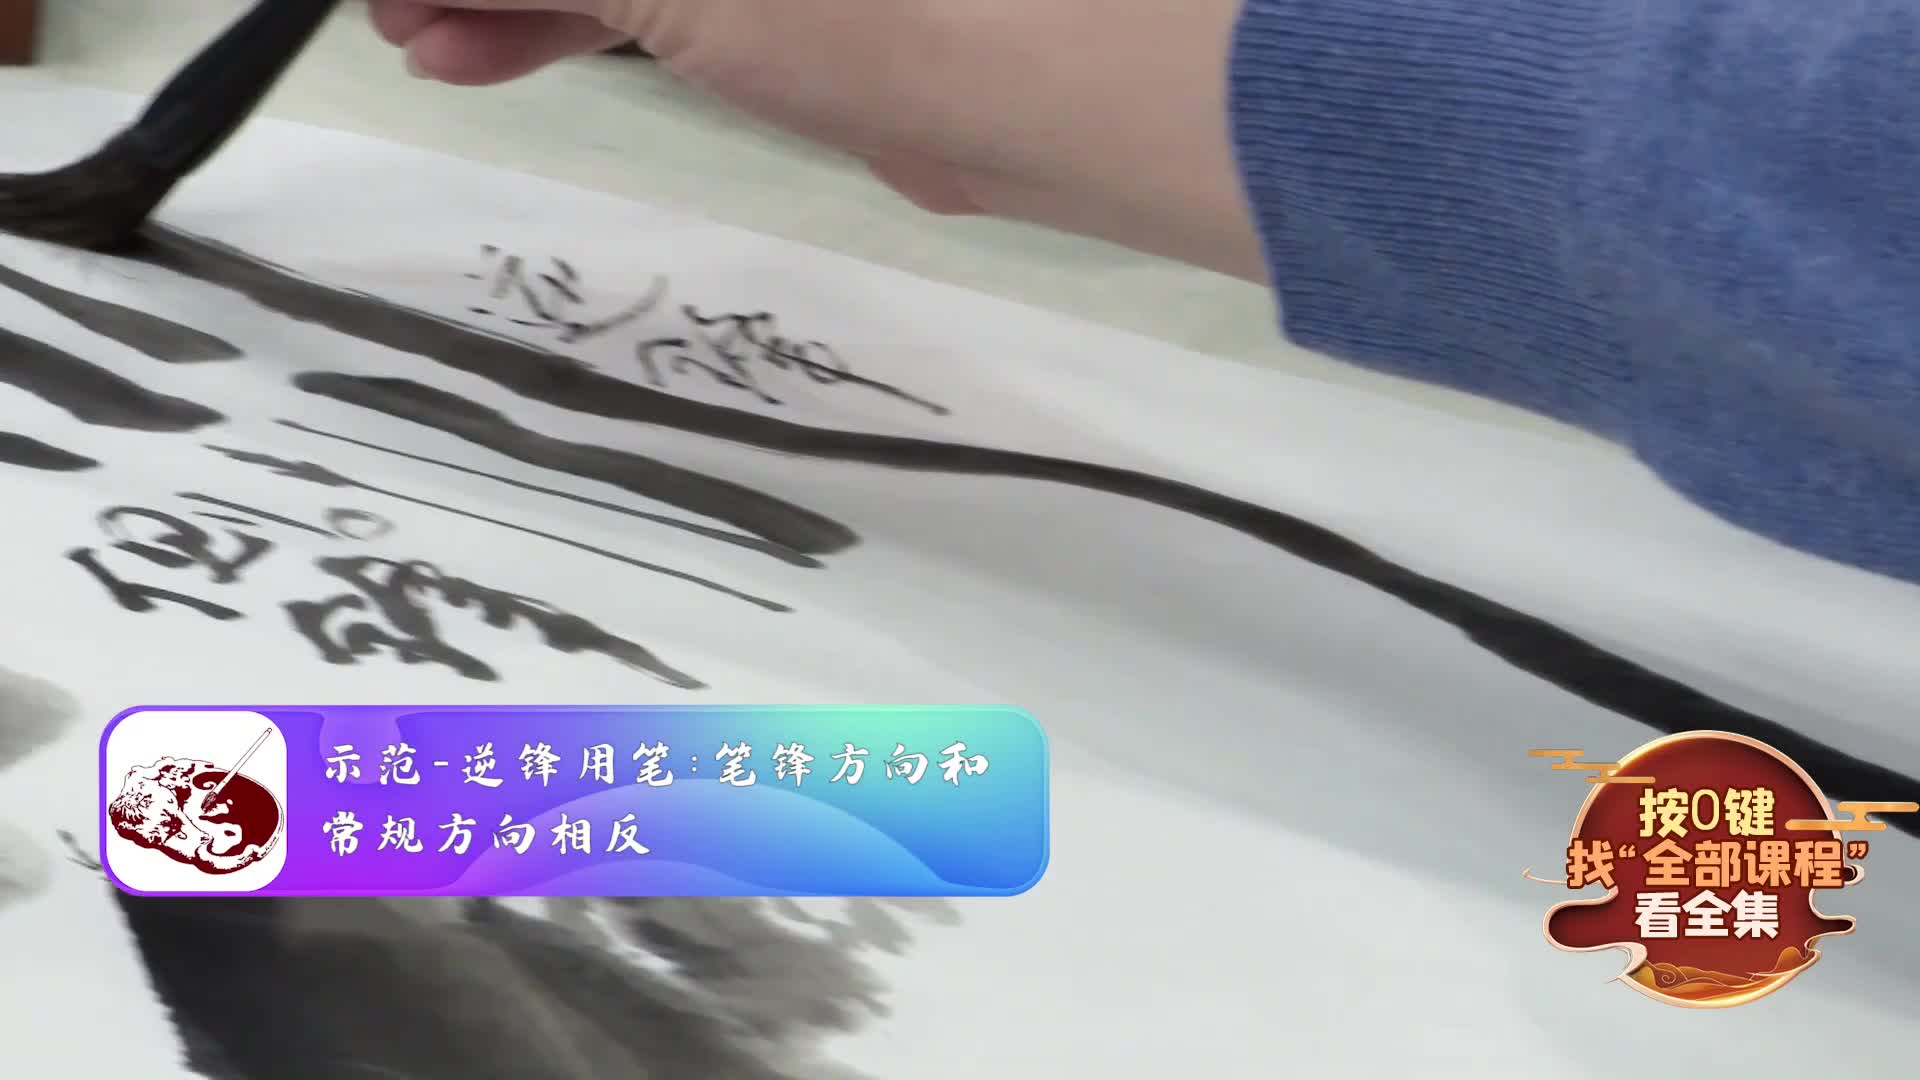 示范-逆锋用笔:笔锋方向和
常规方向相反
按0键
找“全部课程”
看全集